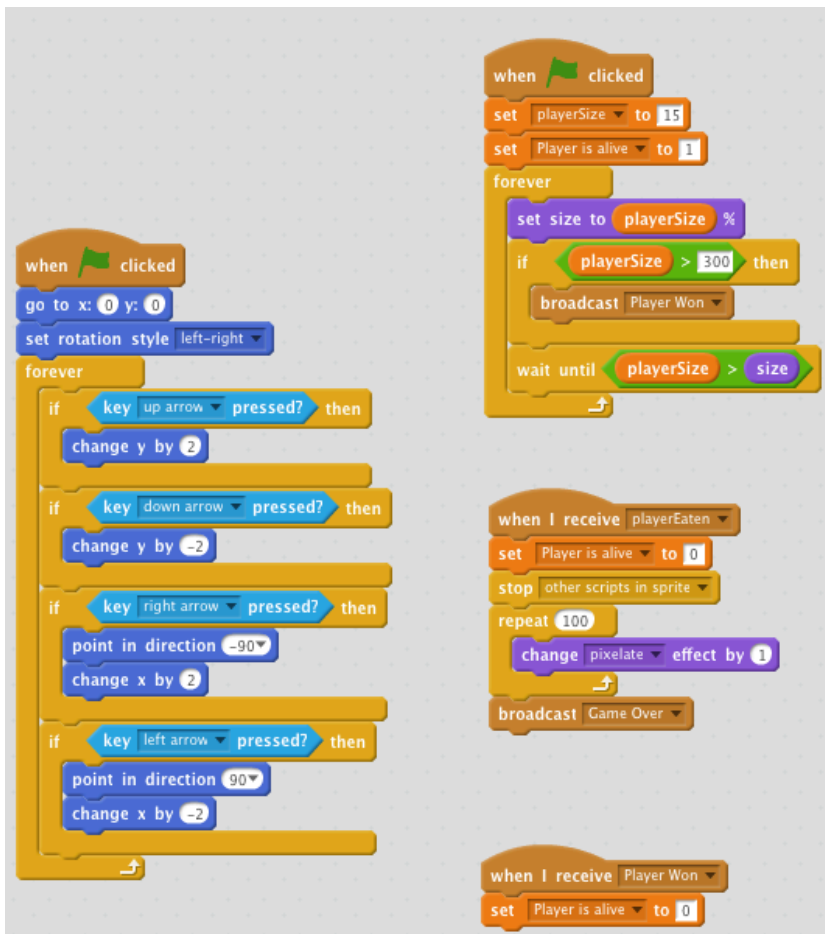 when clicked
go to x: 0 y: 0
set rotation style left-right
forever
if key up arrow pressed? then
change y by 2
if key down arrow pressed? then
change y by -2
if key right arrow pressed? then
point in direction -90
change x by 2
if key left arrow pressed? then
point in direction 90
change x by -2
when clicked
set playerSize to 15
set Player is alive to 1
forever
set size to playerSize %
if playerSize > 300 then
broadcast Player Won
wait until playerSize > size
when I receive playerEaten
set Player is alive to 0
stop other scripts in sprite
repeat 100
change pixelate effect by 1
broadcast Game Over
when I receive Player Won
set Player is alive to 0